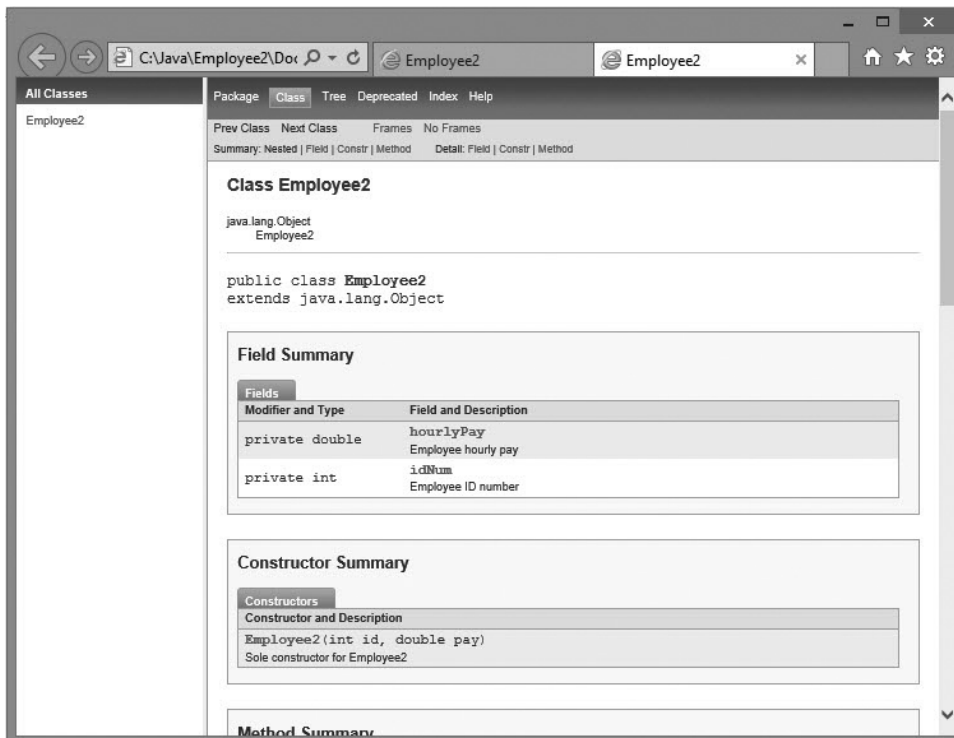 C:\Java\Employee2\Doc
Employee2
Employee2
All Classes
Employee2
Package Class Tree Deprecated Index Help
Prev Class Next Class Frames No Frames
Summary: Nested | Field | Constr | Method Detail: Field | Constr | Method
Class Employee2
java.lang.Object
Employee2
public class Employee2
extends java.lang.Object
Field Summary
Fields
Modifier and Type Field and Description
private double hourlyPay
Employee hourly pay
private int idNum
Employee ID number
Constructor Summary
Constructors
Constructor and Description
Employee2(int id, double pay)
Sole constructor for Employee2
Method Summary